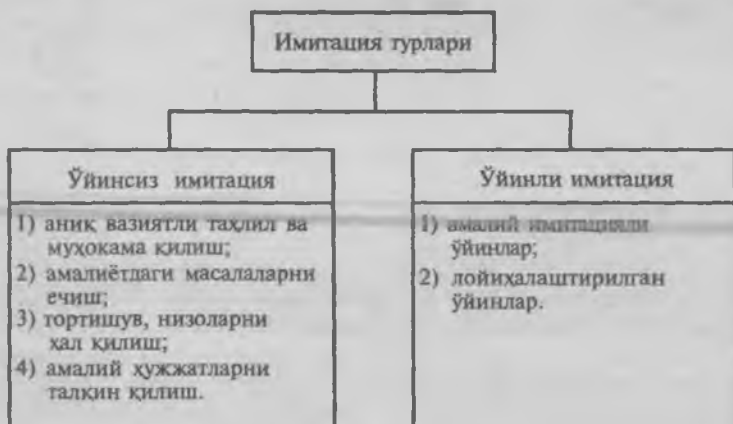 Имитация турлари
Ўйинсиз имитация
1) аниқ вазиятли таҳлил ва
муҳокама қилиш;
2) амалиётдаги масалаларни
ечиш;
3) тортишув, низоларни
ҳал қилиш;
4) амалий ҳужжатларни
талқин қилиш.
Ўйинли имитация
1) амалий имитацияли
ўйинлар;
2) лойиҳалаштирилган
ўйинлар.